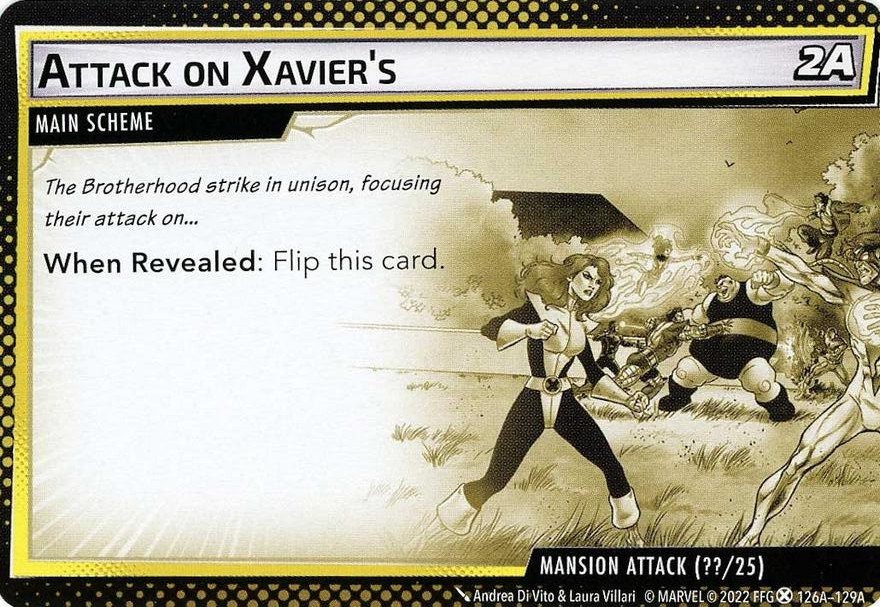 ATTACK ON XAVIER'S
2A
MAIN SCHEME
The Brotherhood strike in unison, focusing
their attack on...
When Revealed: Flip this card.
MANSION ATTACK (??/25)
Andrea Di Vito & Laura Villari © MARVEL © 2022 FFG 126A–129A